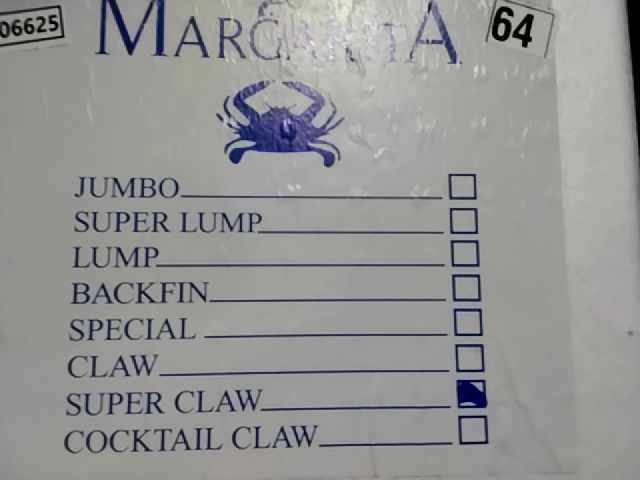 06625
MARGARITA
64
JUMBO
SUPER LUMP
LUMP
BACKFIN
SPECIAL
CLAW
SUPER CLAW
COCKTAIL CLAW